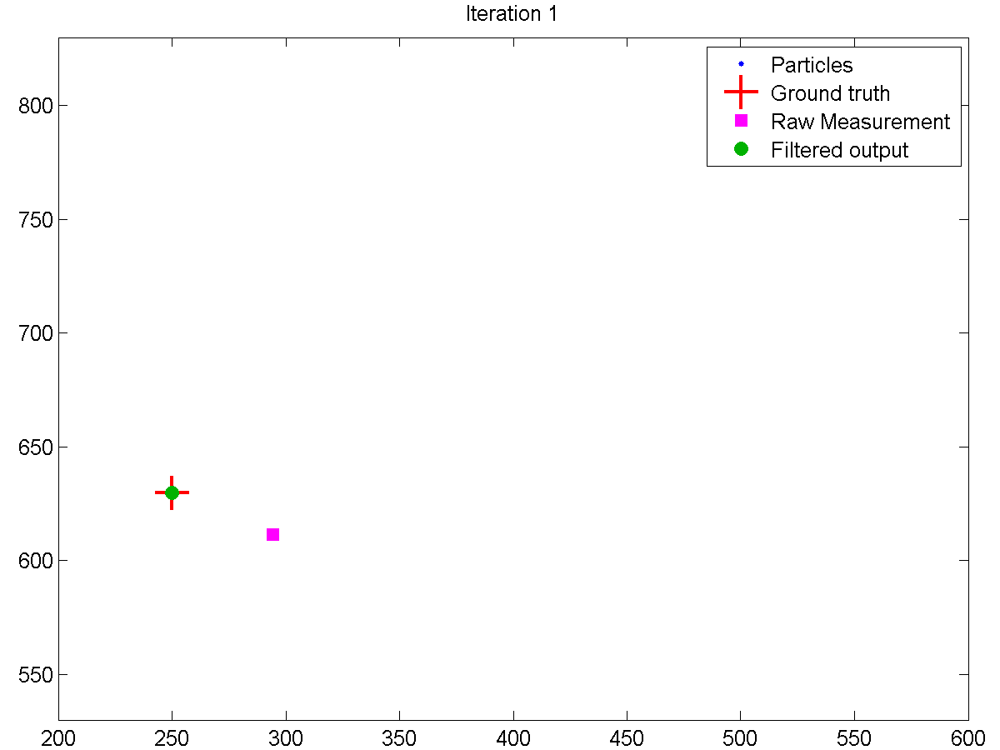 Iteration 1
Particles
Ground truth
Raw Measurement
Filtered output
800
750
700
650
600
550
200 250 300 350 400 450 500 550 600